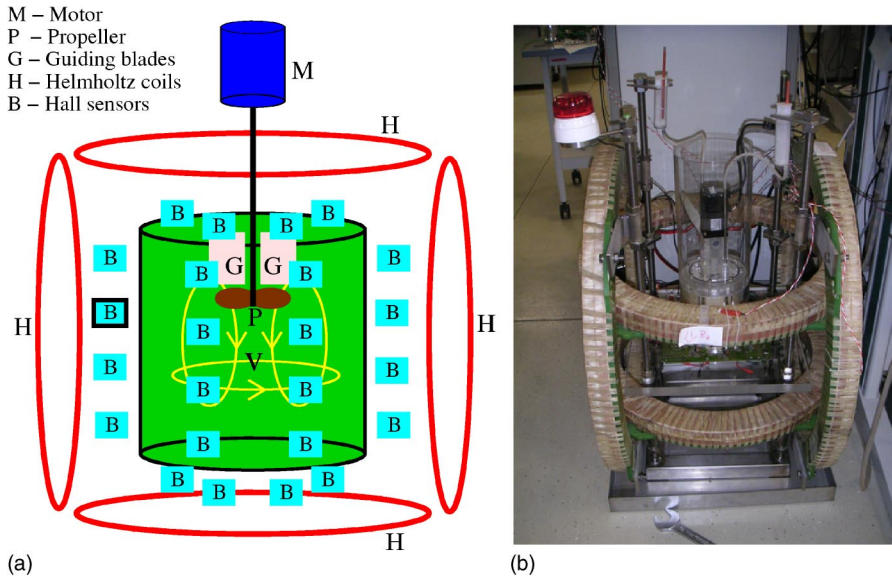 M – Motor
P – Propeller
G – Guiding blades
H – Helmholtz coils
B – Hall sensors
M
H
B
B
B
B
G
G
B
B
B
B
B
P
B
H
B
B
B
H
V
B
B
B
B
B
B
B
B
B
B
B
B
H
(a)
(b)